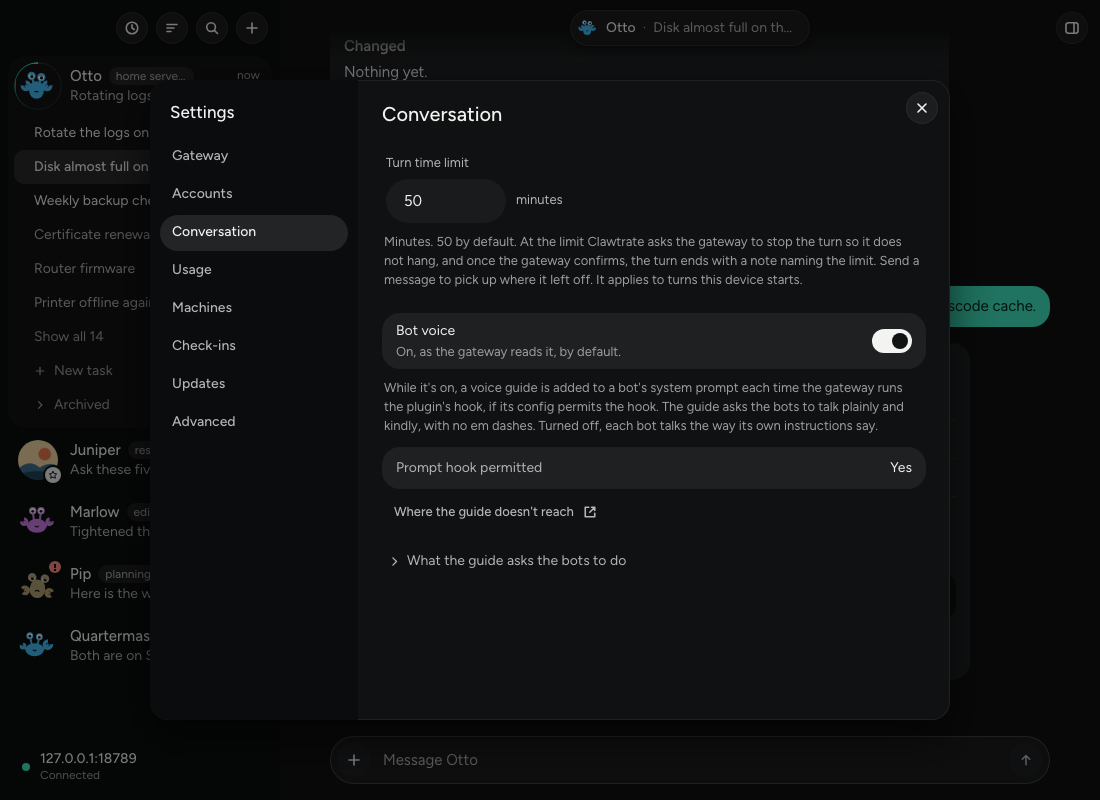 Otto · Disk almost full on th…
Changed
Nothing yet.
Otto home serve… now
Rotating logs
Rotate the logs on
Disk almost full on
Weekly backup che
Certificate renewa
Router firmware
Printer offline again
Show all 14
New task
Archived
Juniper res
Ask these five
Marlow edi
Tightened th
Pip planning
Here is the w
Quartermas
Both are on S
127.0.0.1:18789
Connected
Settings
Gateway
Accounts
Conversation
Usage
Machines
Check-ins
Updates
Advanced
Conversation
Turn time limit
50 minutes
Minutes. 50 by default. At the limit Clawtrate asks the gateway to stop the turn so it does
not hang, and once the gateway confirms, the turn ends with a note naming the limit. Send a
message to pick up where it left off. It applies to turns this device starts.
Bot voice
On, as the gateway reads it, by default.
While it's on, a voice guide is added to a bot's system prompt each time the gateway runs
the plugin's hook, if its config permits the hook. The guide asks the bots to talk plainly and
kindly, with no em dashes. Turned off, each bot talks the way its own instructions say.
Prompt hook permitted Yes
Where the guide doesn't reach
What the guide asks the bots to do
scode cache.
Message Otto